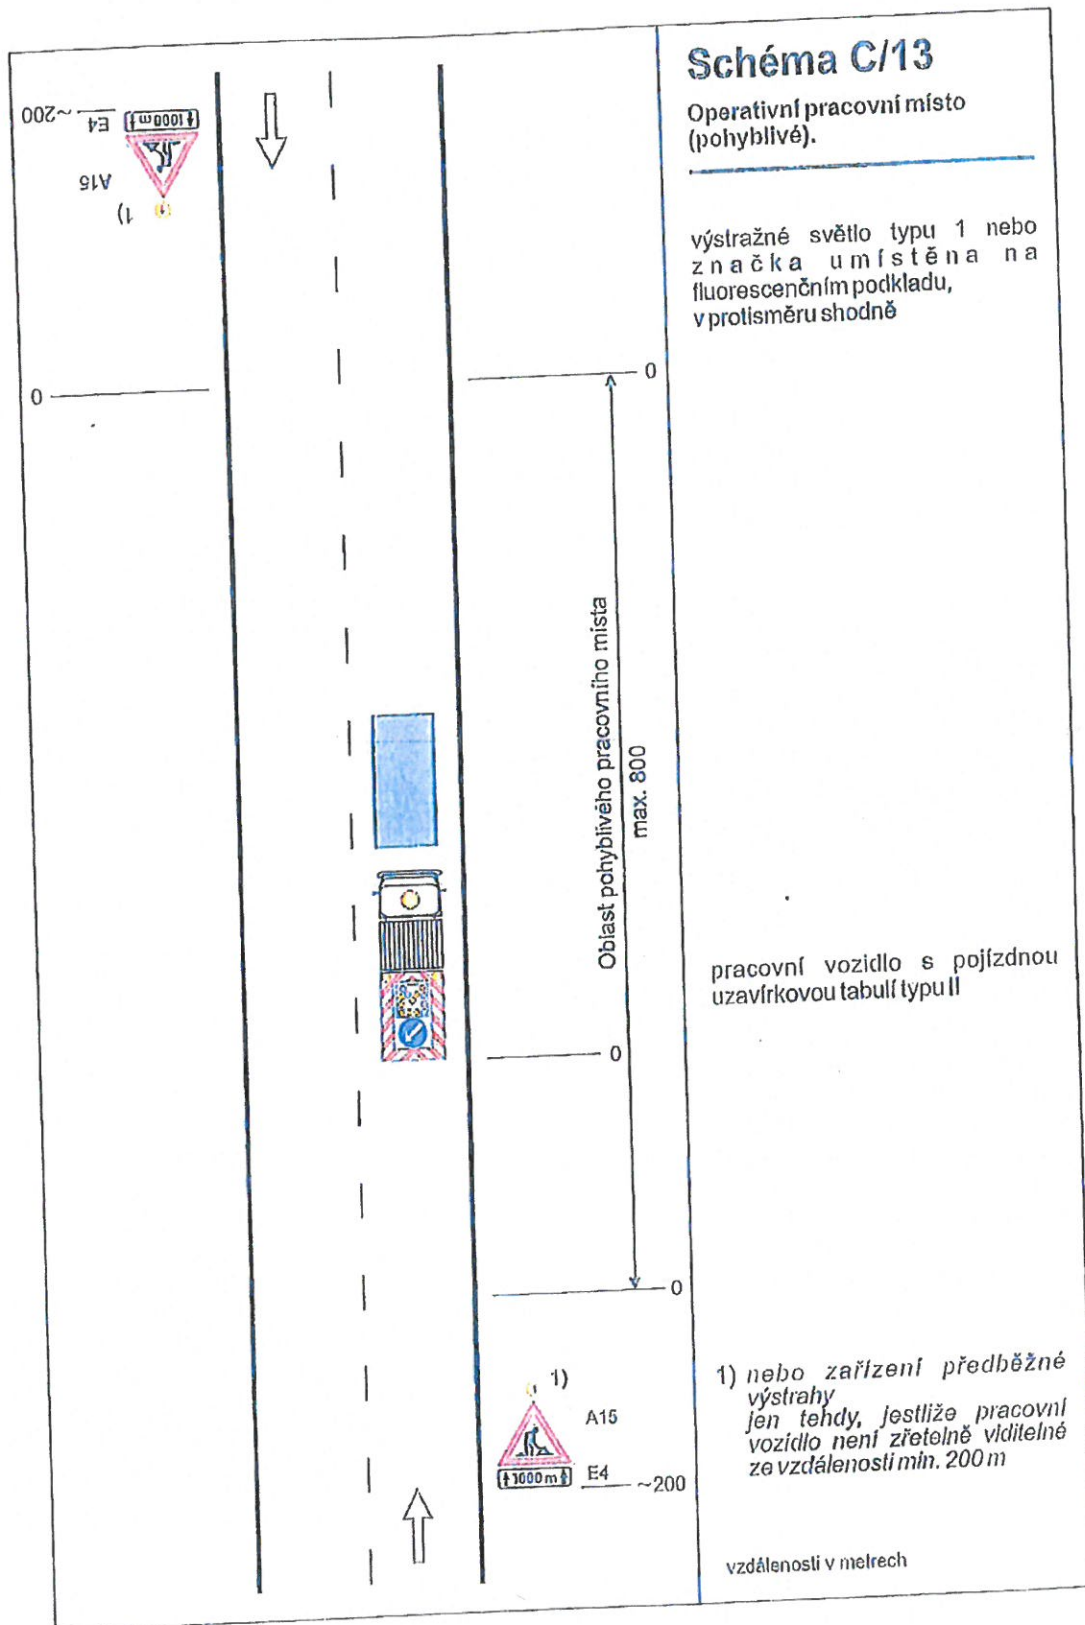 Schéma C/13
Operativní pracovní místo
(pohyblivé).
výstražné světlo typu 1 nebo
značka umístěna na
fluorescenčním podkladu,
v protisměru shodně
~200
E4
1000 m
A15
1)
0
0
Oblast pohyblivého pracovního místa
max. 800
pracovní vozidlo s pojízdnou
uzavírkovou tabulí typu II
0
0
1)
A15
1000 m
E4
~200
1) nebo zařízení předběžné
výstrahy
jen tehdy, jestliže pracovní
vozidlo není zřetelně viditelné
ze vzdálenosti min. 200 m
vzdálenosti v metrech